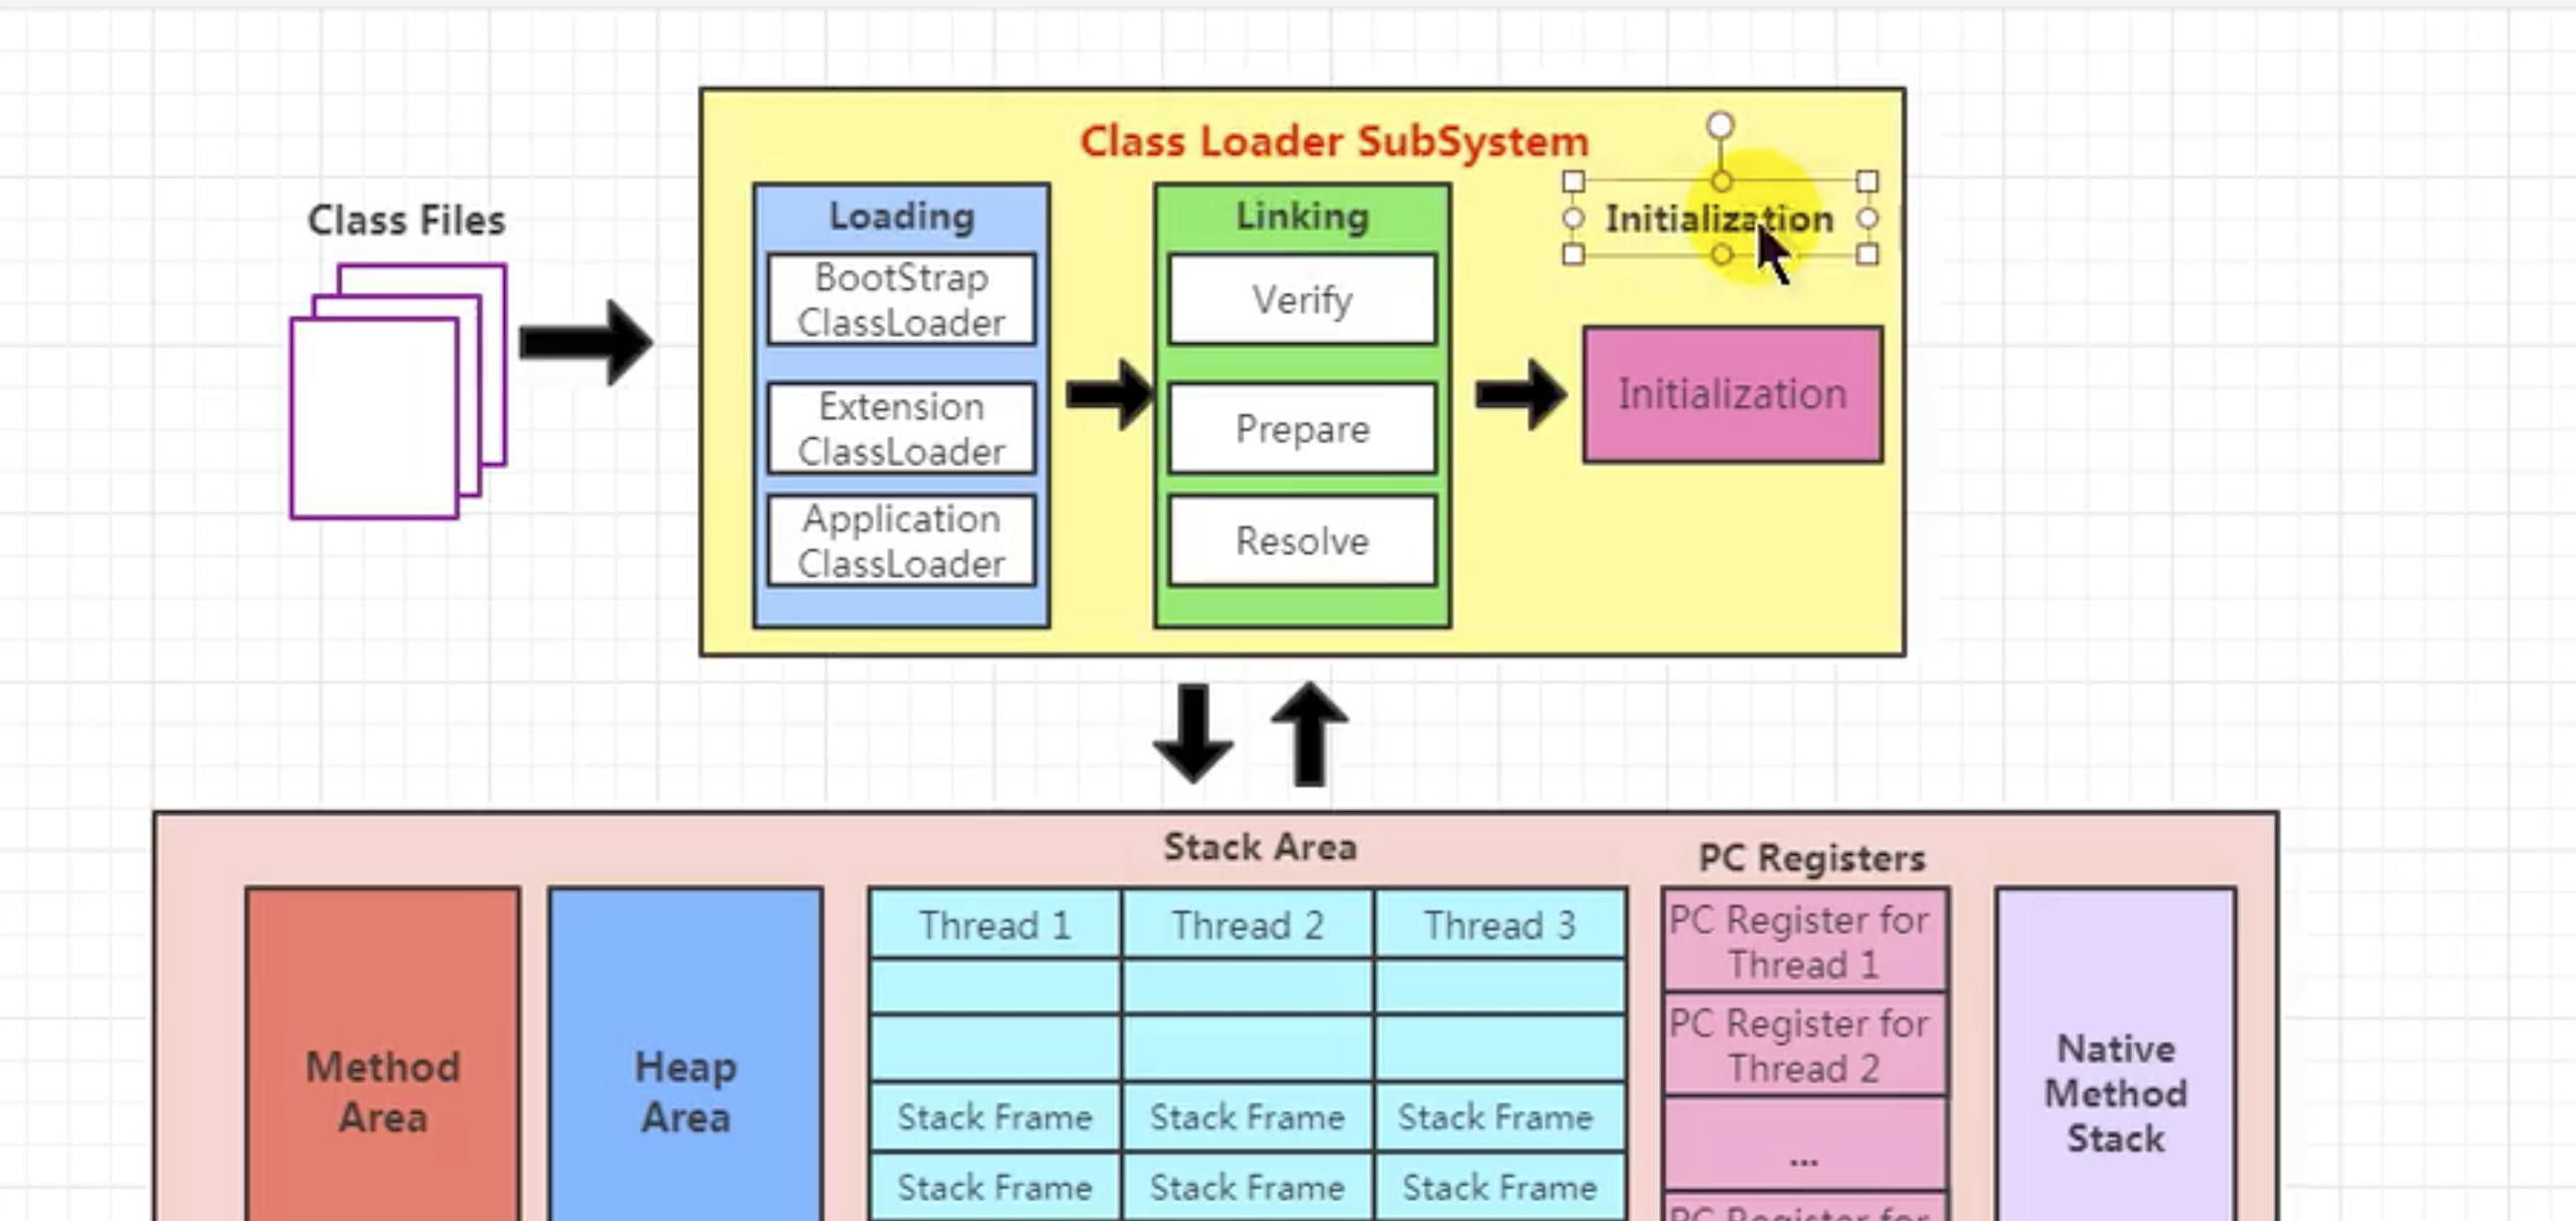 Class Loader SubSystem
Class Files
Loading
BootStrap
ClassLoader
Extension
ClassLoader
Application
ClassLoader
Linking
Verify
Prepare
Resolve
Initialization
Initialization
Stack Area
PC Registers
Method
Area
Heap
Area
Thread 1
Thread 2
Thread 3
Stack Frame
Stack Frame
Stack Frame
Stack Frame
Stack Frame
Stack Frame
PC Register for
Thread 1
PC Register for
Thread 2
...
PC Register for
Native
Method
Stack